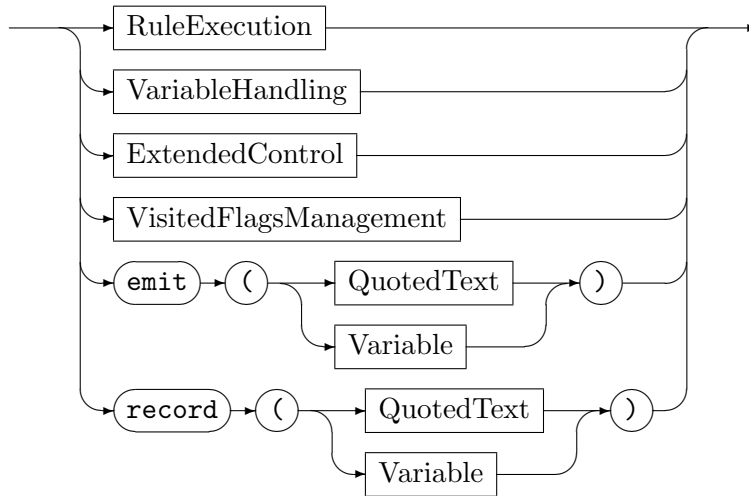 RuleExecution
VariableHandling
ExtendedControl
VisitedFlagsManagement
emit ( QuotedText )
Variable
record ( QuotedText )
Variable